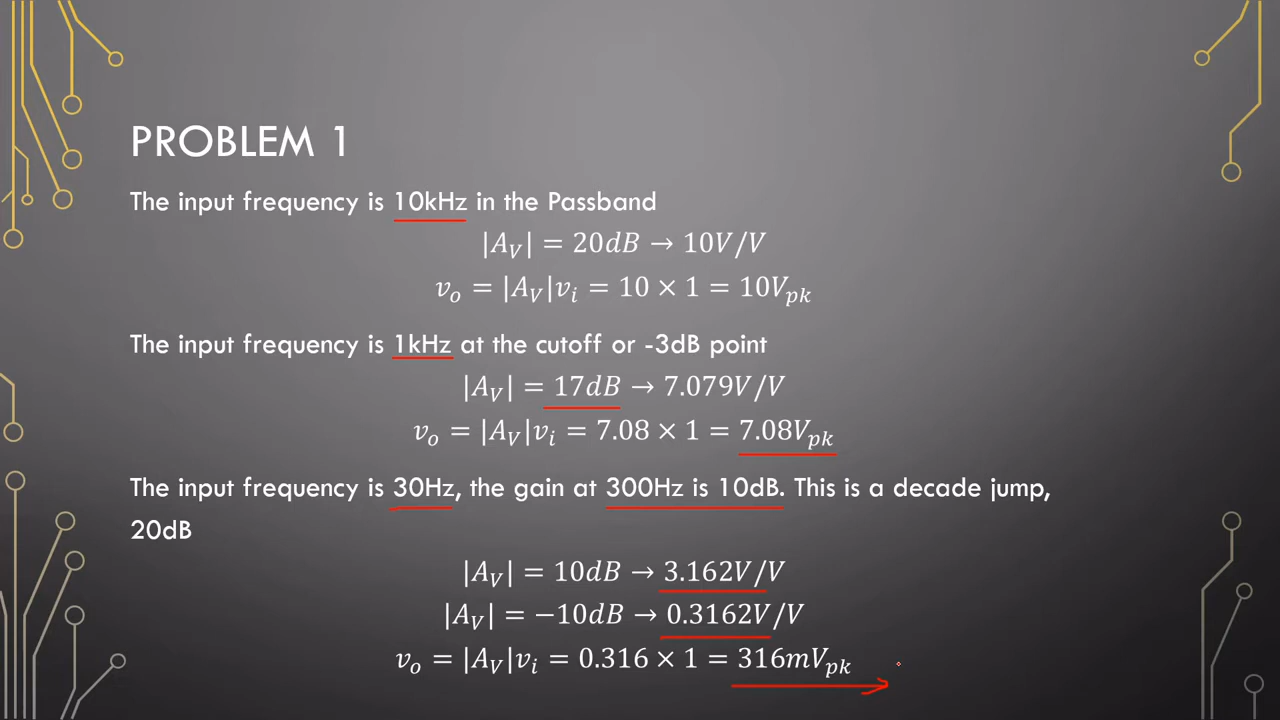 PROBLEM 1
The input frequency is 10kHz in the Passband
|A_V| = 20dB → 10V/V
v_o = |A_V|v_i = 10 × 1 = 10V_pk
The input frequency is 1kHz at the cutoff or -3dB point
|A_V| = 17dB → 7.079V/V
v_o = |A_V|v_i = 7.08 × 1 = 7.08V_pk
The input frequency is 30Hz, the gain at 300Hz is 10dB. This is a decade jump,
20dB
|A_V| = 10dB → 3.162V/V
|A_V| = −10dB → 0.3162V/V
v_o = |A_V|v_i = 0.316 × 1 = 316mV_pk